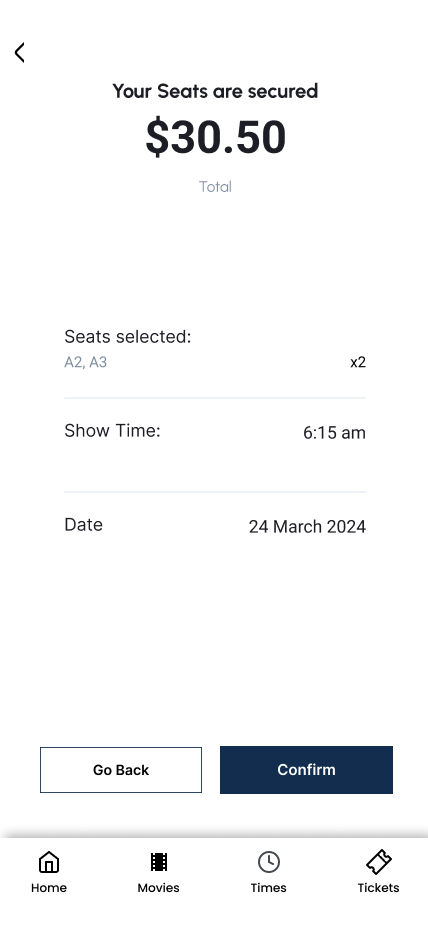 Your Seats are secured
$30.50
Total
Seats selected:
A2, A3 x2
Show Time: 6:15 am
Date 24 March 2024
Go Back Confirm
Home Movies Times Tickets